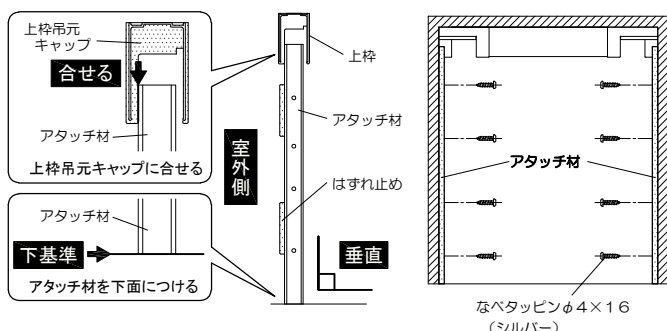 上枠吊元
キャップ
合せる
アタッチ材
上枠吊元キャップに合せる
アタッチ材
下基準
アタッチ材を下面につける
室外側
上枠
アタッチ材
はずれ止め
垂直
アタッチ材
なべタッピンφ4×16
(シルバー)